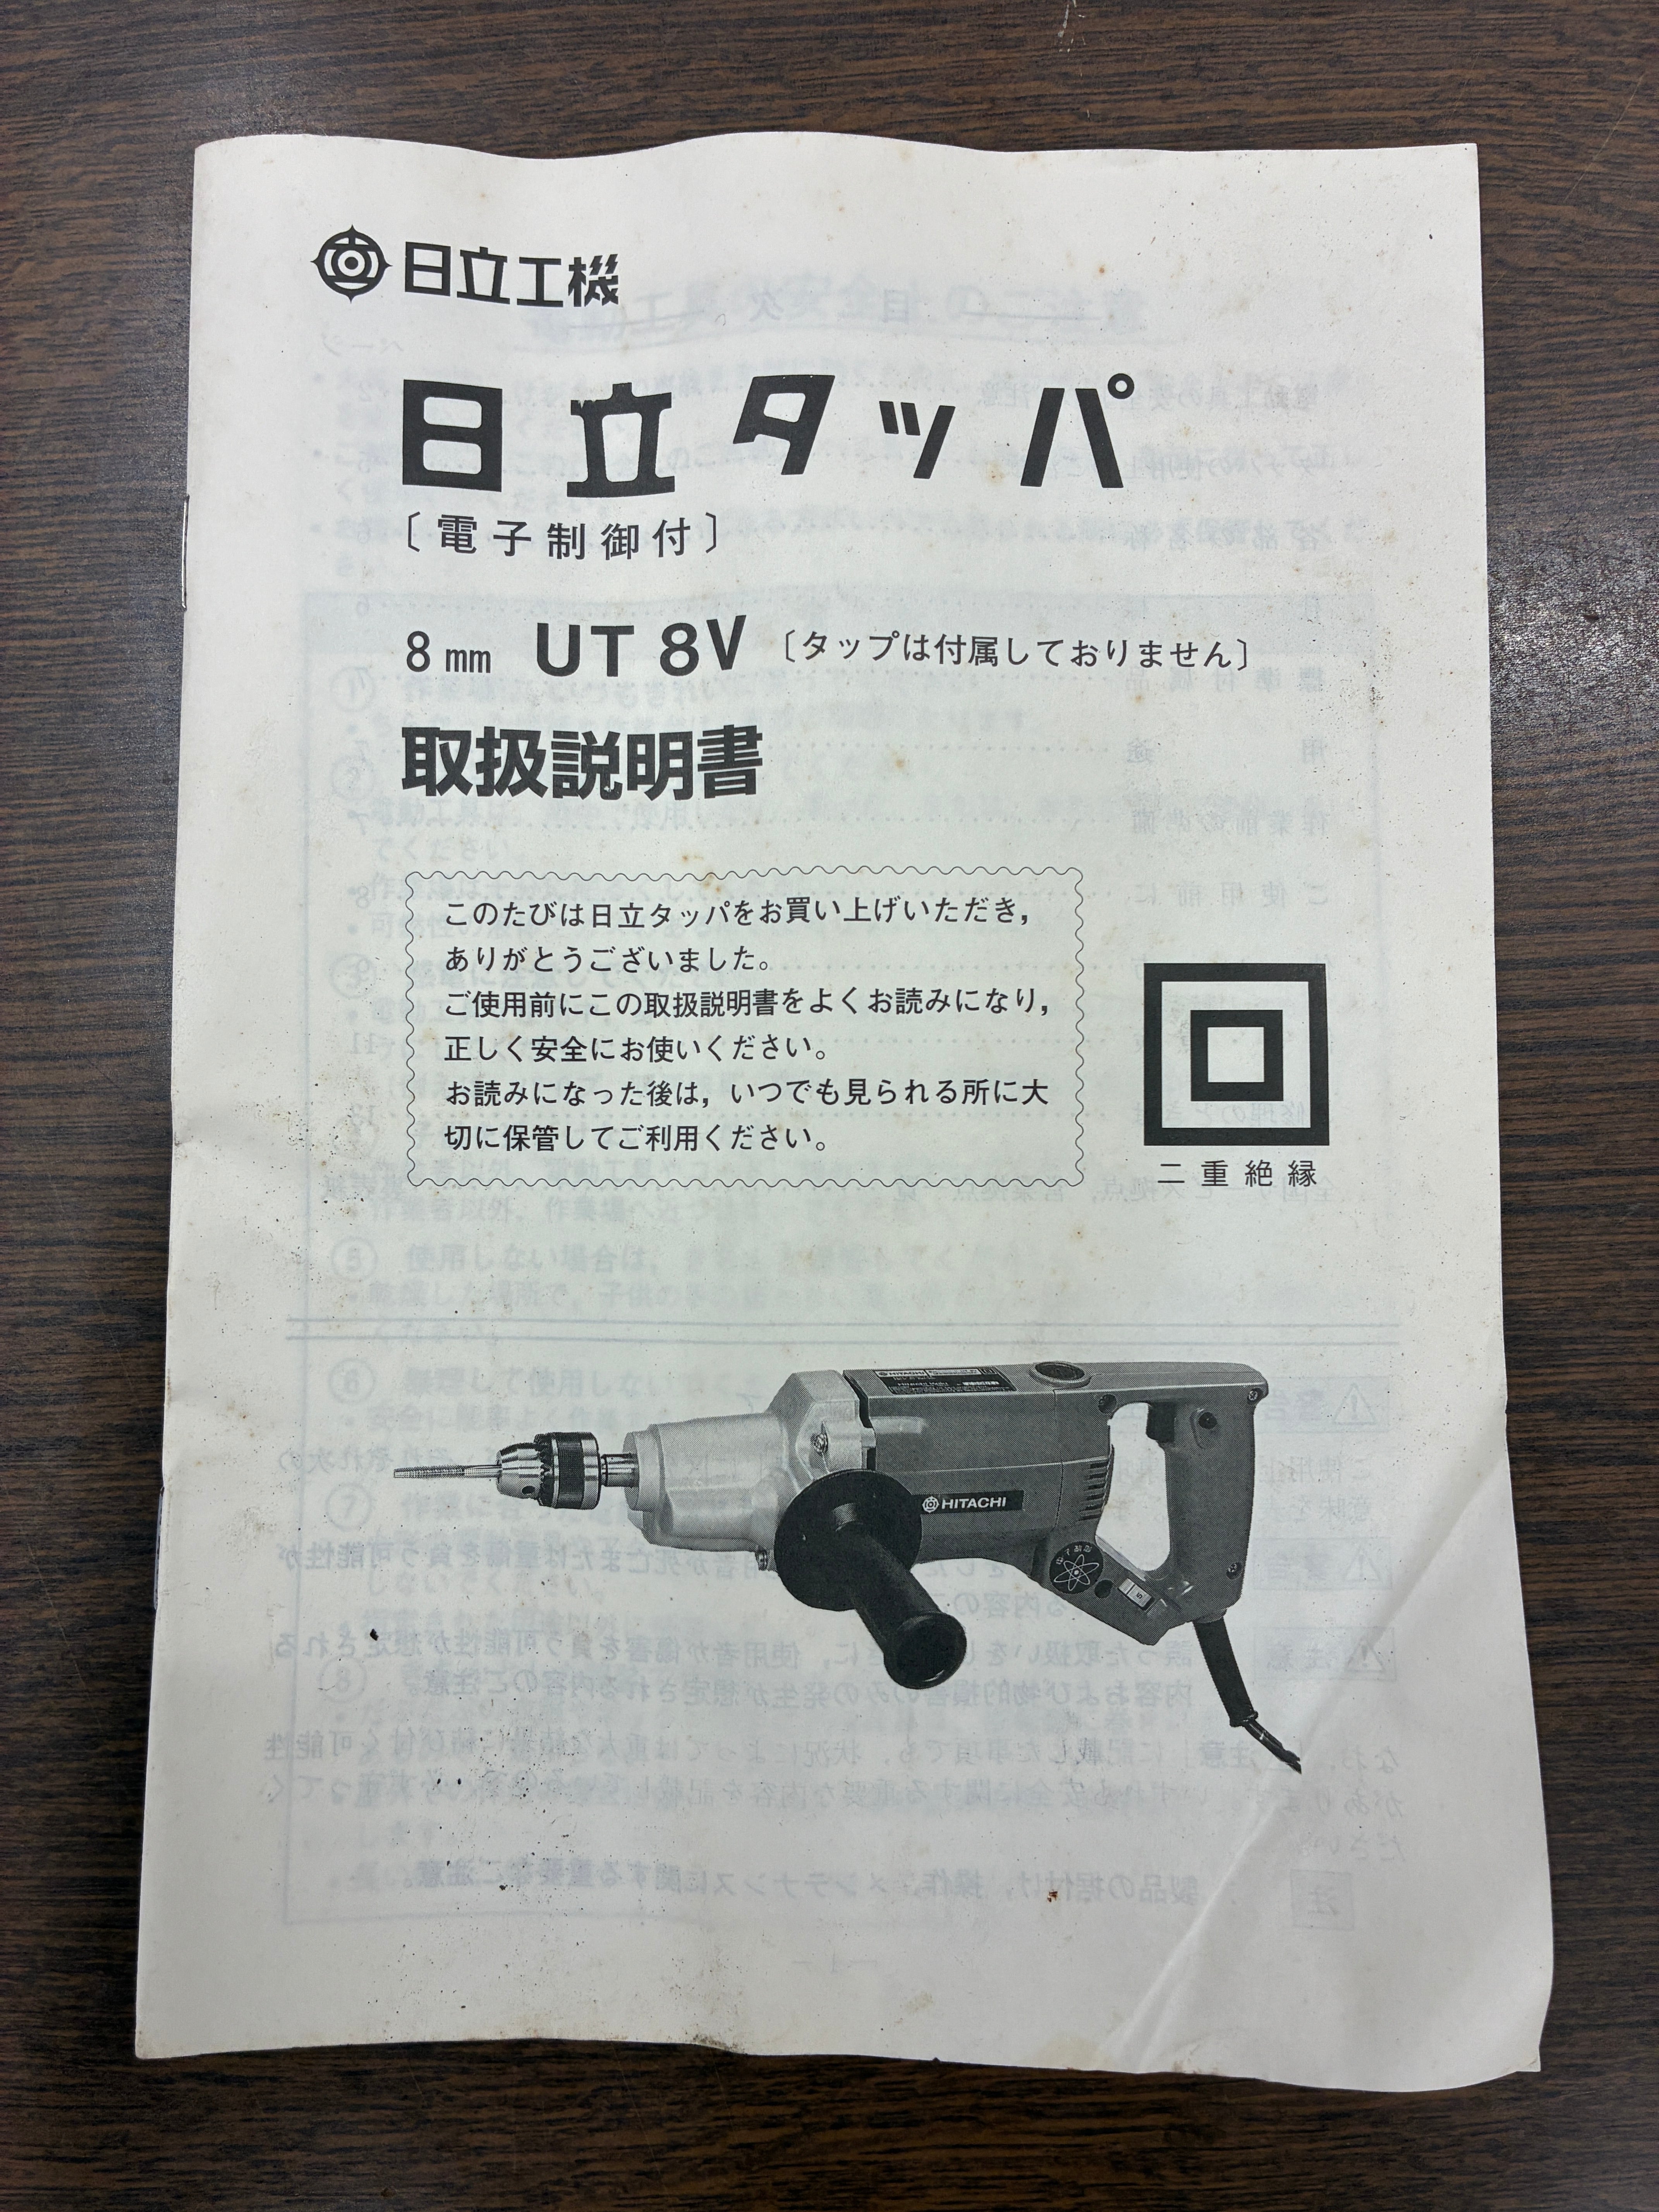 日立工機
日立タッパ
〔電子制御付〕
8mm UT 8V 〔タップは付属しておりません〕
取扱説明書
このたびは日立タッパをお買い上げいただき，
ありがとうございました。
ご使用前にこの取扱説明書をよくお読みになり，
正しく安全にお使いください。
お読みになった後は，いつでも見られる所に大
切に保管してご利用ください。
二重絶縁
HITACHI
HITACHI
電子制御